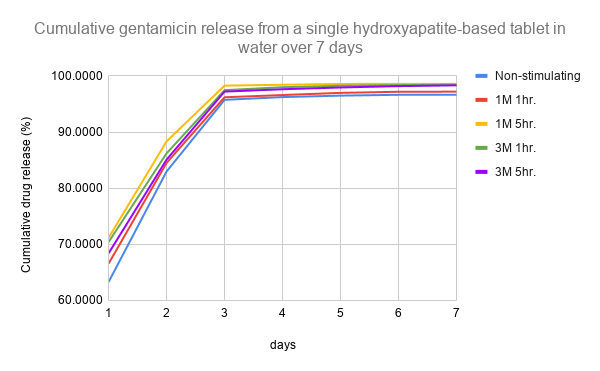 Cumulative gentamicin release from a single hydroxyapatite-based tablet in
water over 7 days
Cumulative drug release (%)
100.0000
90.0000
80.0000
70.0000
60.0000
1 2 3 4 5 6 7
days
Non-stimulating
1M 1hr.
1M 5hr.
3M 1hr.
3M 5hr.